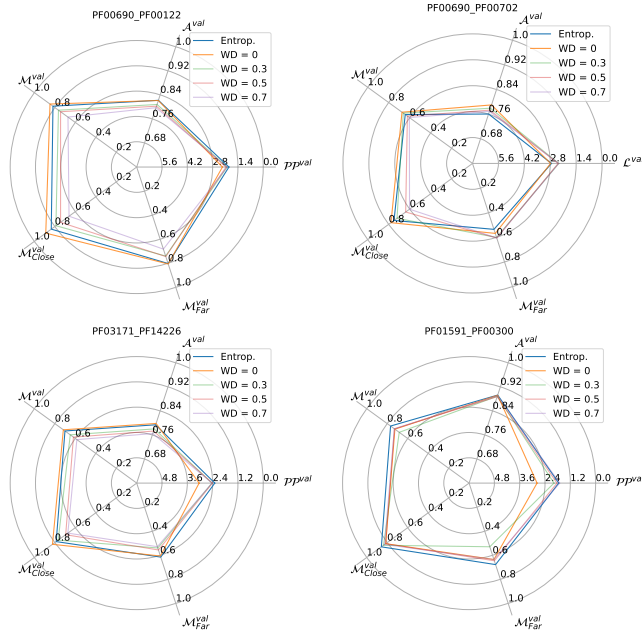 PF00690_PF00122
𝒜^val
1.0
0.92
0.84
0.76
0.68
Entrop.
WD = 0
WD = 0.3
WD = 0.5
WD = 0.7
ℳ^val
1.0
0.8
0.6
0.4
0.2
5.6
4.2
2.8
1.4
0.0
𝒫𝒫^val
0.2
0.4
0.6
0.8
1.0
ℳ^val_Close
0.2
0.4
0.6
0.8
1.0
ℳ^val_Far
PF00690_PF00702
𝒜^val
1.0
0.92
0.84
0.76
0.68
Entrop.
WD = 0
WD = 0.3
WD = 0.5
WD = 0.7
ℳ^val
1.0
0.8
0.6
0.4
0.2
5.6
4.2
2.8
1.4
0.0
ℒ^va
0.2
0.4
0.6
0.8
1.0
ℳ^val_Close
0.2
0.4
0.6
0.8
1.0
ℳ^val_Far
PF03171_PF14226
𝒜^val
1.0
0.92
0.84
0.76
0.68
Entrop.
WD = 0
WD = 0.3
WD = 0.5
WD = 0.7
ℳ^val
1.0
0.8
0.6
0.4
0.2
4.8
3.6
2.4
1.2
0.0
𝒫𝒫^val
0.2
0.4
0.6
0.8
1.0
ℳ^val_Close
0.2
0.4
0.6
0.8
1.0
ℳ^val_Far
PF01591_PF00300
𝒜^val
1.0
0.92
0.84
0.76
0.68
Entrop.
WD = 0
WD = 0.3
WD = 0.5
WD = 0.7
ℳ^val
1.0
0.8
0.6
0.4
0.2
4.8
3.6
2.4
1.2
0.0
𝒫𝒫^va
0.2
0.4
0.6
0.8
1.0
ℳ^val_Close
0.2
0.4
0.6
0.8
1.0
ℳ^val_Far